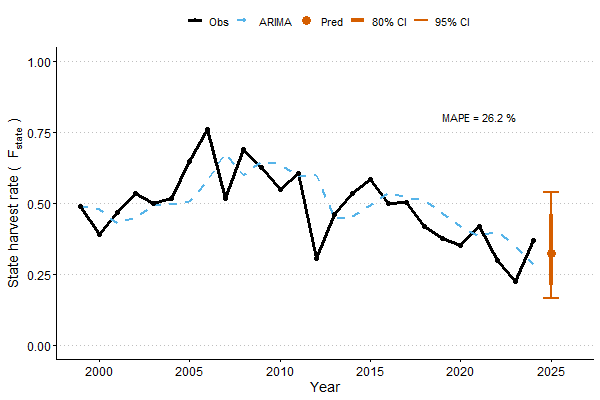 Obs ARIMA Pred 80% CI 95% CI
MAPE = 26.2 %
State harvest rate ( Fstate )
1.00
0.75
0.50
0.25
0.00
2000 2005 2010 2015 2020 2025
Year